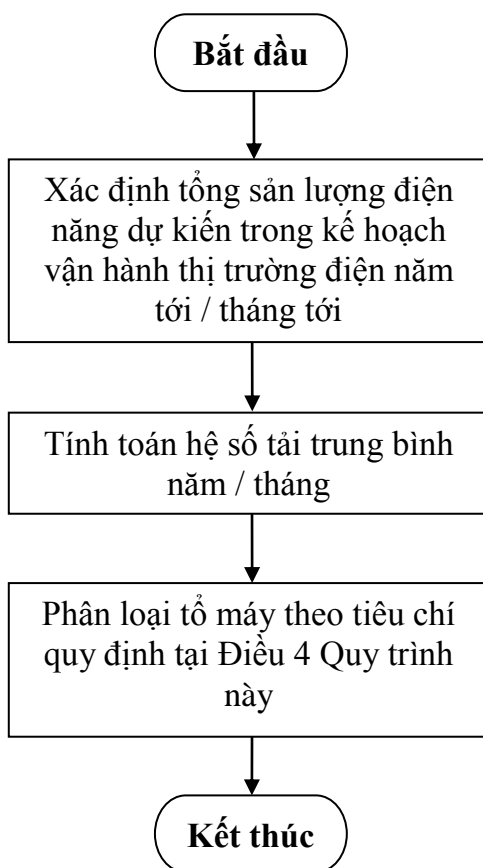 Bắt đầu
Xác định tổng sản lượng điện
năng dự kiến trong kế hoạch
vận hành thị trường điện năm
tới / tháng tới
Tính toán hệ số tải trung bình
năm / tháng
Phân loại tổ máy theo tiêu chí
quy định tại Điều 4 Quy trình
này
Kết thúc